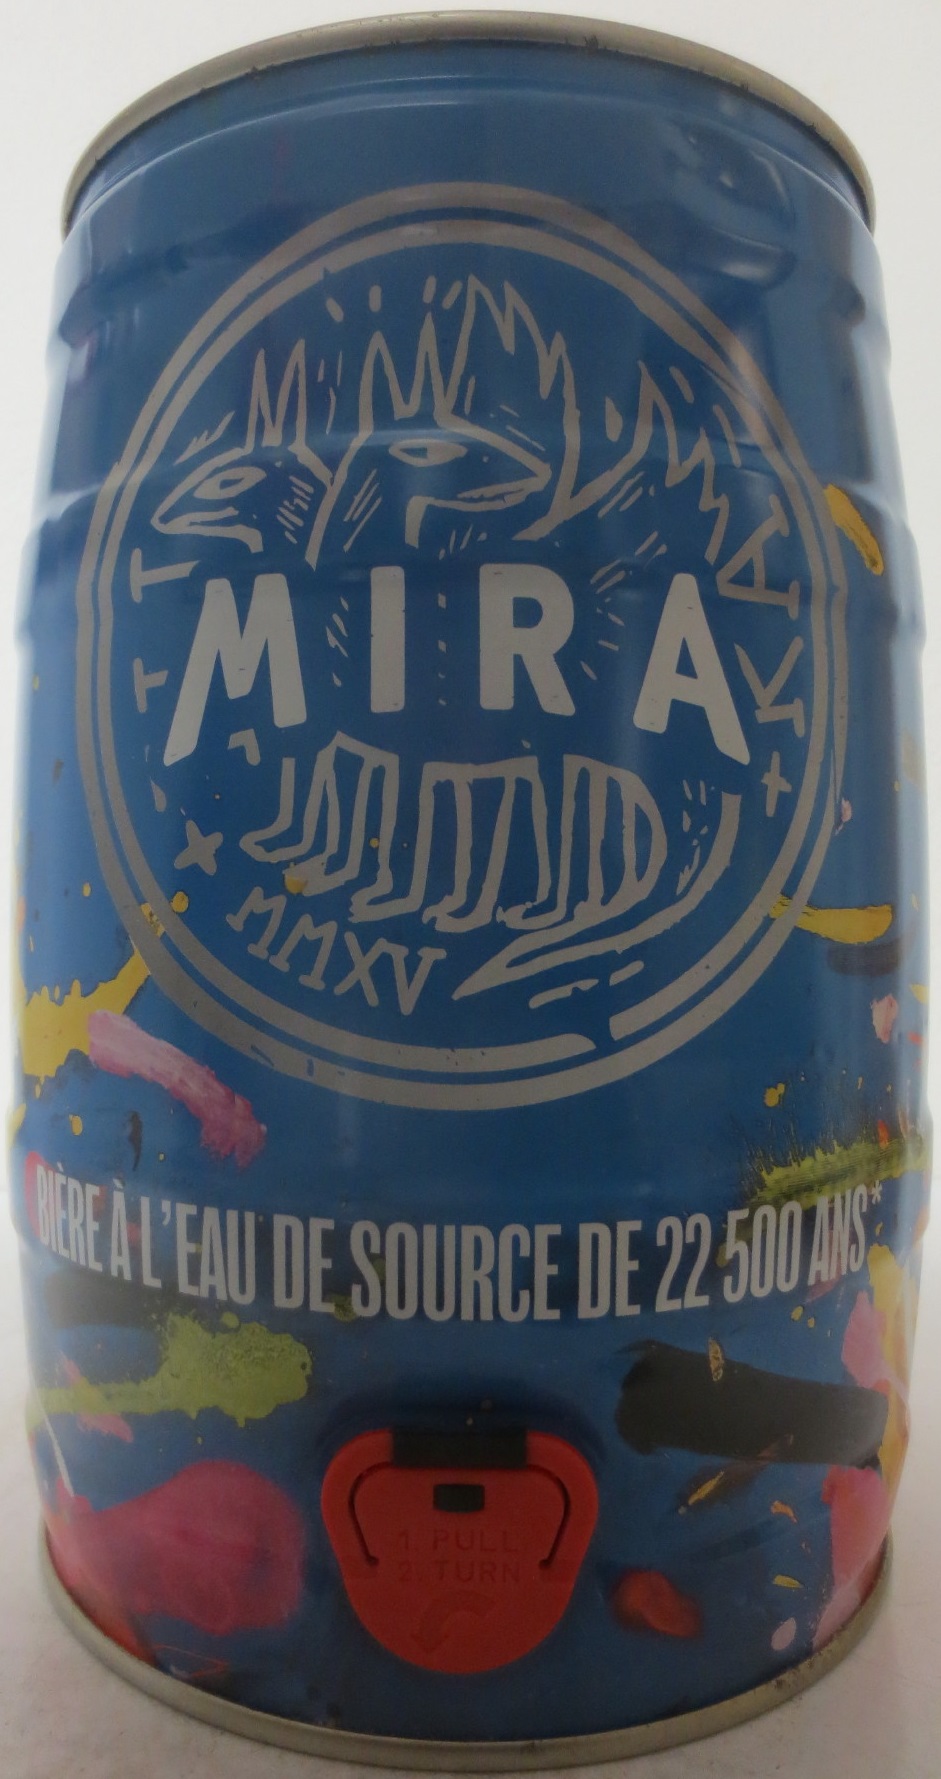 MIRA
MMXV
BIÈRE À L'EAU DE SOURCE DE 22 500 ANS*
1. PULL
2. TURN